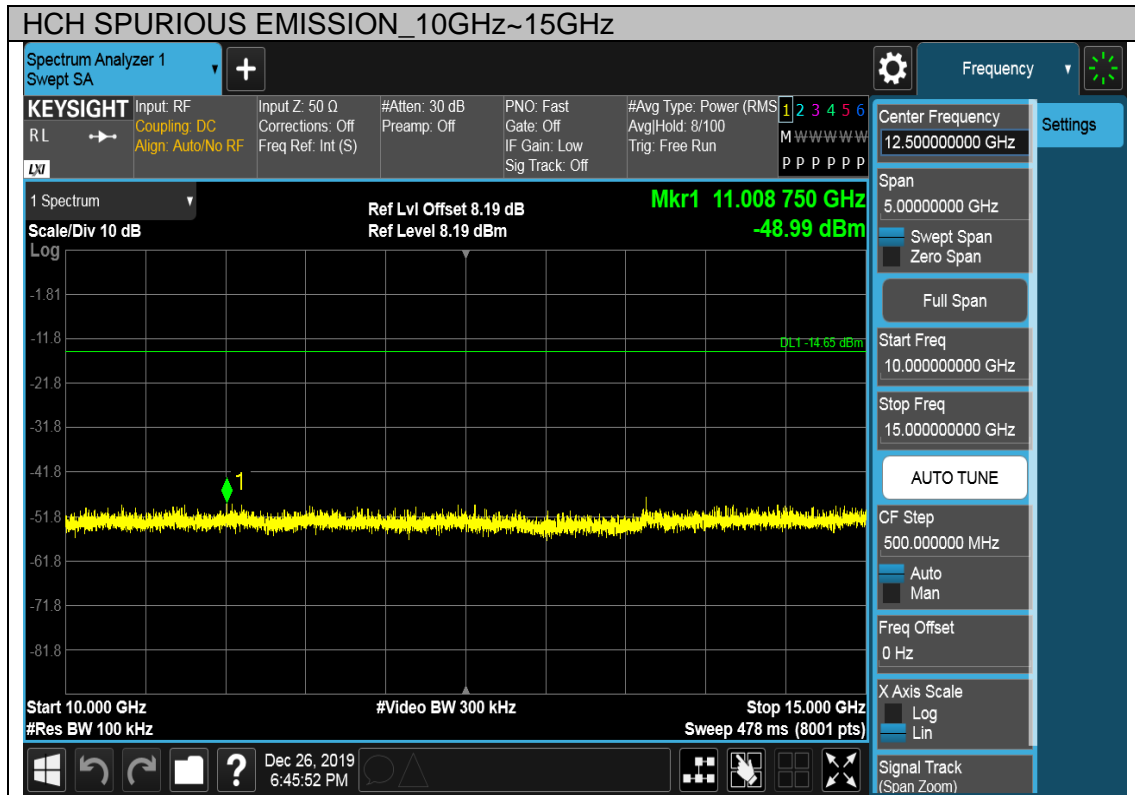 HCH SPURIOUS EMISSION_10GHz~15GHz
Spectrum Analyzer 1
Swept SA
Frequency
KEYSIGHT
RL
LXI
Input: RF
Coupling: DC
Align: Auto/No RF
Input Z: 50 Ω
Corrections: Off
Freq Ref: Int (S)
#Atten: 30 dB
Preamp: Off
PNO: Fast
Gate: Off
IF Gain: Low
Sig Track: Off
#Avg Type: Power (RMS
Avg|Hold: 8/100
Trig: Free Run
1 2 3 4 5 6
M W W W W W
P P P P P P
1 Spectrum
Scale/Div 10 dB
Log
Ref Lvl Offset 8.19 dB
Ref Level 8.19 dBm
Mkr1 11.008 750 GHz
-48.99 dBm
-1.81
-11.8
DL1 -14.65 dBm
-21.8
-31.8
-41.8
1
-51.8
-61.8
-71.8
-81.8
Start 10.000 GHz
#Video BW 300 kHz
Stop 15.000 GHz
#Res BW 100 kHz
Sweep 478 ms (8001 pts)
Center Frequency
12.500000000 GHz
Settings
Span
5.00000000 GHz
Swept Span
Zero Span
Full Span
Start Freq
10.000000000 GHz
Stop Freq
15.000000000 GHz
AUTO TUNE
CF Step
500.000000 MHz
Auto
Man
Freq Offset
0 Hz
X Axis Scale
Log
Lin
Signal Track
(Span Zoom)
?
Dec 26, 2019
6:45:52 PM